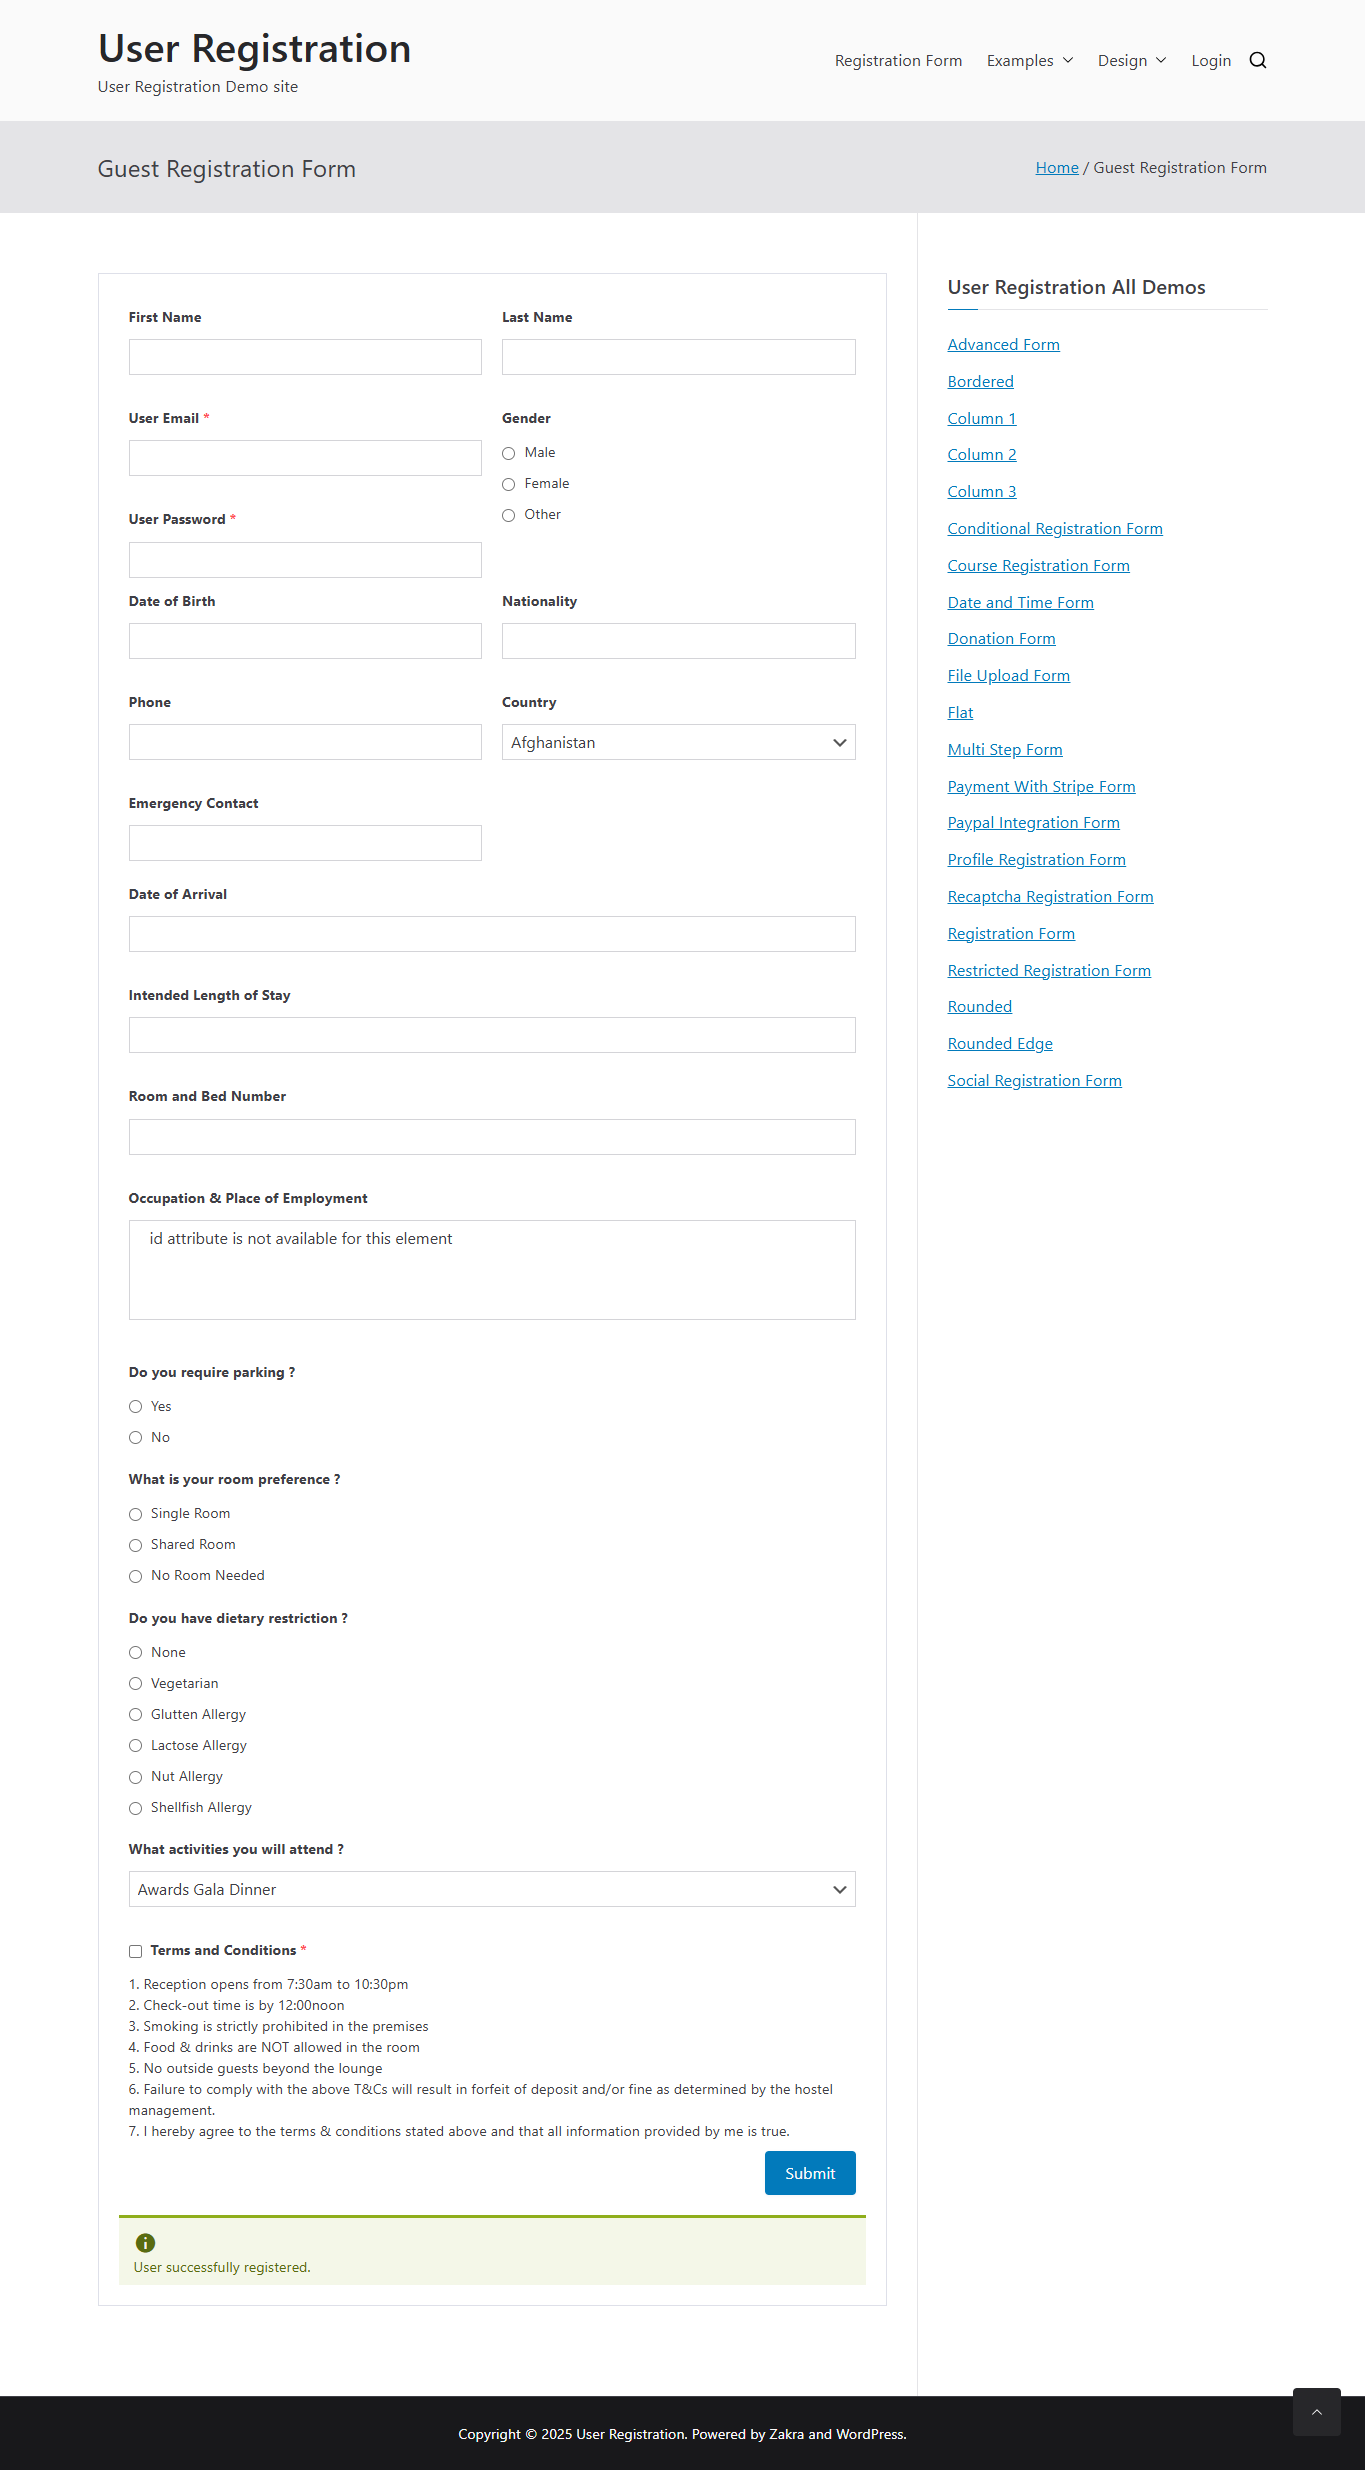 User Registration
User Registration Demo site
Registration Form
Examples
Design
Login
Guest Registration Form
Home / Guest Registration Form
First Name
Last Name
User Email *
Gender
Male
Female
Other
User Password *
Date of Birth
Nationality
Phone
Country
Afghanistan
Emergency Contact
Date of Arrival
Intended Length of Stay
Room and Bed Number
Occupation & Place of Employment
id attribute is not available for this element
Do you require parking ?
Yes
No
What is your room preference ?
Single Room
Shared Room
No Room Needed
Do you have dietary restriction ?
None
Vegetarian
Glutten Allergy
Lactose Allergy
Nut Allergy
Shellfish Allergy
What activities you will attend ?
Awards Gala Dinner
Terms and Conditions *
1. Reception opens from 7:30am to 10:30pm
2. Check-out time is by 12:00noon
3. Smoking is strictly prohibited in the premises
4. Food & drinks are NOT allowed in the room
5. No outside guests beyond the lounge
6. Failure to comply with the above T&Cs will result in forfeit of deposit and/or fine as determined by the hostel
management.
7. I hereby agree to the terms & conditions stated above and that all information provided by me is true.
Submit
User successfully registered.
User Registration All Demos
Advanced Form
Bordered
Column 1
Column 2
Column 3
Conditional Registration Form
Course Registration Form
Date and Time Form
Donation Form
File Upload Form
Flat
Multi Step Form
Payment With Stripe Form
Paypal Integration Form
Profile Registration Form
Recaptcha Registration Form
Registration Form
Restricted Registration Form
Rounded
Rounded Edge
Social Registration Form
Copyright © 2025 User Registration. Powered by Zakra and WordPress.